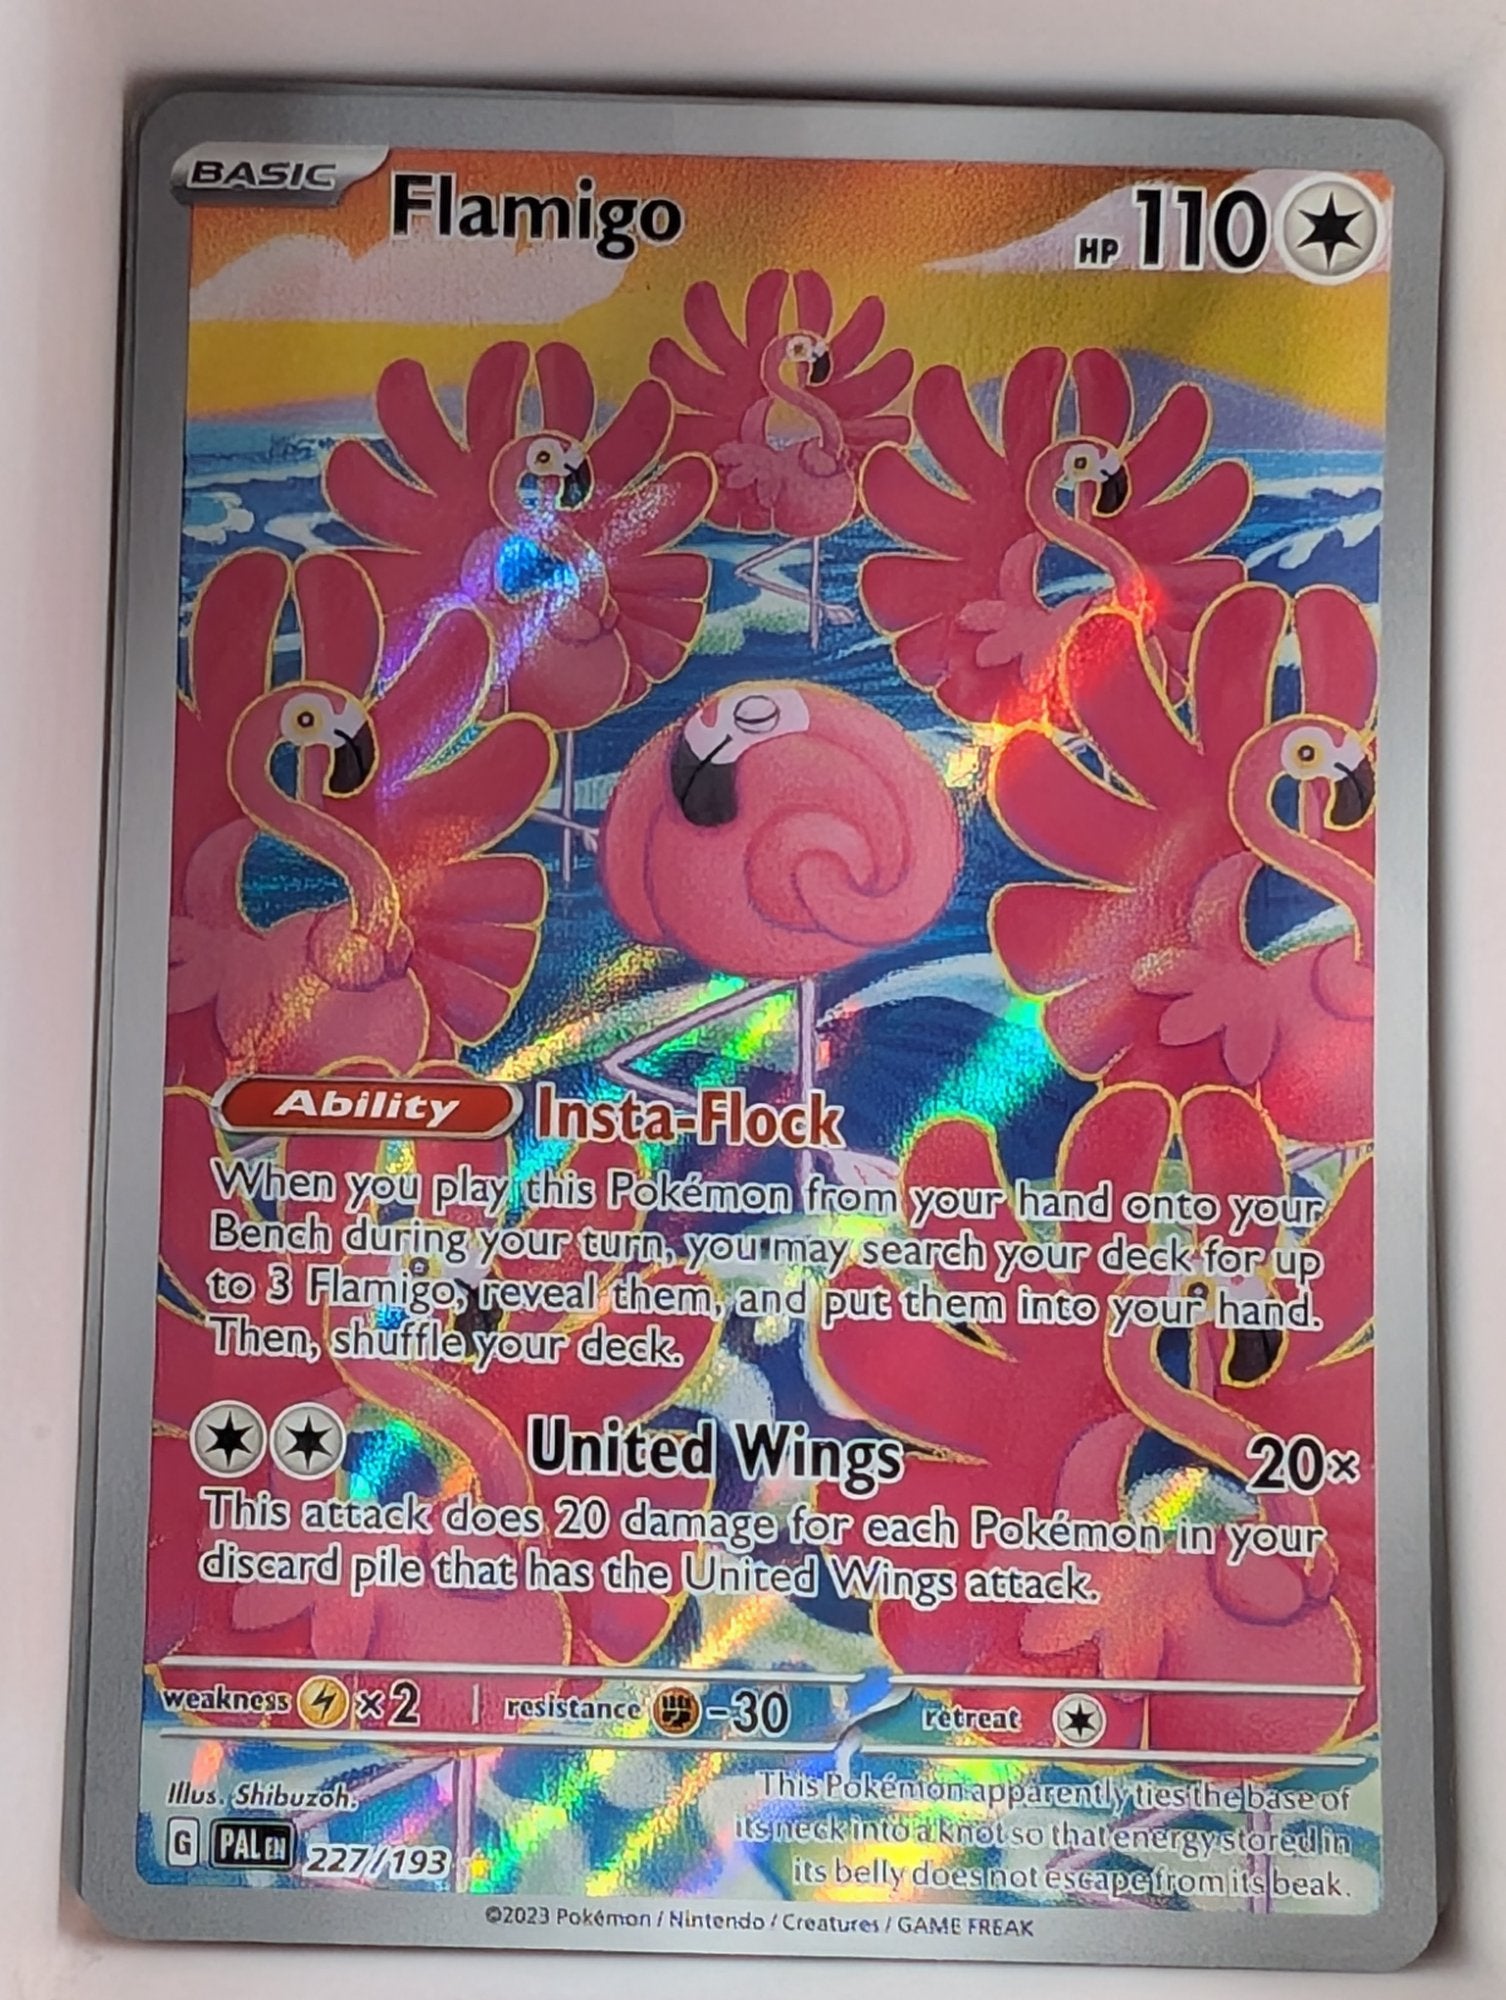 BASIC Flamigo HP 110
Ability Insta-Flock
When you play this Pokémon from your hand onto your
Bench during your turn, you may search your deck for up
to 3 Flamigo, reveal them, and put them into your hand.
Then, shuffle your deck.
United Wings 20×
This attack does 20 damage for each Pokémon in your
discard pile that has the United Wings attack.
weakness ×2 resistance -30 retreat
Illus. Shibuzoh.
G PAL EN 227/193
This Pokémon apparently ties the base of
its neck into a knot so that energy stored in
its belly does not escape from its beak.
©2023 Pokémon / Nintendo / Creatures / GAME FREAK